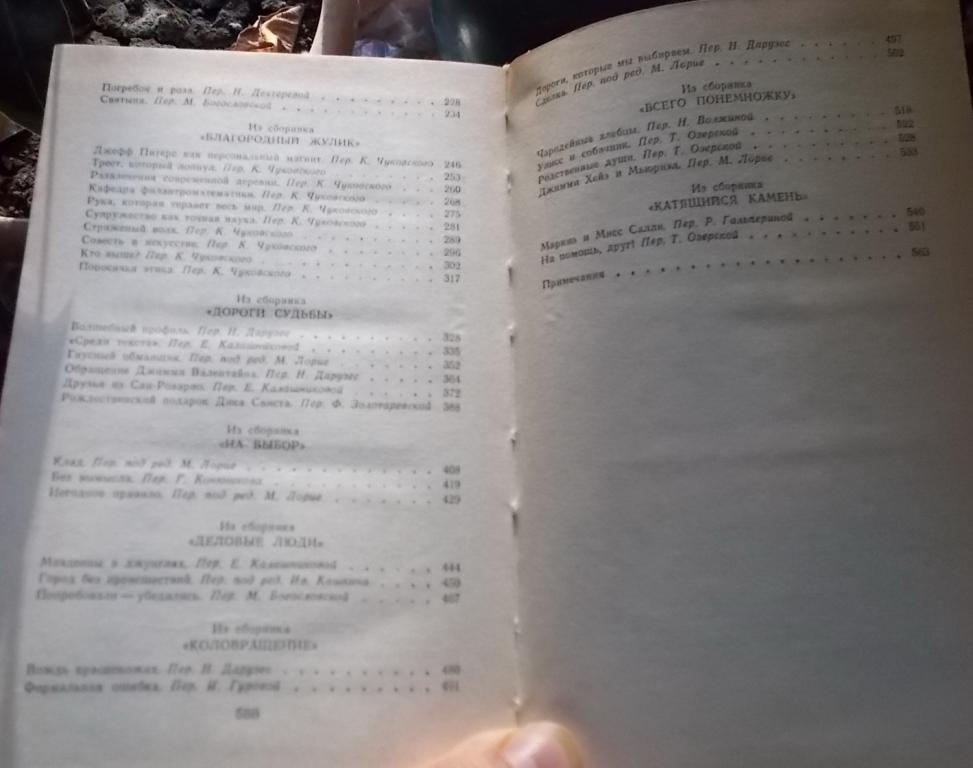 Погребок и роза. Пер. Н. Дехтеревой . . . . . . . . 228
Святыня. Пер. М. Богословской . . . . . . . . 234
Из сборника
«БЛАГОРОДНЫЙ ЖУЛИК»
Джефф Питерс как персональный магнит. Пер. К. Чуковского 246
Трест, который лопнул. Пер. К. Чуковского . . . . . . 253
Развлечения современной деревни. Пер. К. Чуковского . . . 260
Кафедра филантроматематики. Пер. К. Чуковского . . . . 268
Рука, которая терзает весь мир. Пер. К. Чуковского . . . 275
Супружество как точная наука. Пер. К. Чуковского . . . . 281
Стриженый волк. Пер. К. Чуковского . . . . . . 289
Совесть в искусстве. Пер. К. Чуковского . . . . . . 296
Кто выше? Пер. К. Чуковского . . . . . . . . 302
Поросячья этика. Пер. К. Чуковского . . . . . . 317
Из сборника
«ДОРОГИ СУДЬБЫ»
Волшебный профиль. Пер. Н. Дарузес . . . . . . . 328
«Среди текста». Пер. Е. Калашниковой . . . . . . 335
Гнусный обманщик. Пер. под ред. М. Лорие . . . . . 352
Обращение Джимми Валентайна. Пер. Н. Дарузес . . . . 364
Друзья из Сан-Розарио. Пер. Е. Калашниковой . . . . . 372
Рождественский подарок Пер. Ф. Золотаревской 388
Из сборника
«НА ВЫБОР»
Клад. Пер. под ред. М. Лорие . . . . . . . . 408
Без вымысла. Пер. Г. Конюшкова . . . . . . . 419
Негодное правило. Пер. под ред. М. Лорие . . . . . 429
Из сборника
«ДЕЛОВЫЕ ЛЮДИ»
Младенцы в джунглях. Пер. Е. Калашниковой . . . . . 444
Город без происшествий. Пер. под ред. Ив. Кашкина . . . . 450
Попробовали — убедились. Пер. М. Богословской . . . . 467
Из сборника
«КОЛОВРАЩЕНИЕ»
Вождь краснокожих. Пер. Н. Дарузес . . . . . . . 480
Формальная ошибка. Пер. И. Гуровой . . . . . . 491
588
Дороги, которые мы выбираем. Пер. Н. Дарузес . . . . . 497
Сделка. Пер. под ред. М. Лорие . . . . . . . 502
Из сборника
«ВСЕГО ПОНЕМНОЖКУ»
Чародейные хлебцы. Пер. Н. Волжиной . . . . . . 518
Улисс и собачник. Пер. Т. Озерской . . . . . . 522
Родственные души. Пер. Т. Озерской . . . . . . 528
Джимми Хейз и Мьюриэл. Пер. М. Лорие . . . . . 533
Из сборника
«КАТЯЩИЙСЯ КАМЕНЬ»
Маркиз и Мисс Салли. Пер. Р. Гальпериной . . . . . 540
На помощь, друг! Пер. Т. Озерской . . . . . . 551
Примечания . . . . . . . . . . . . 563